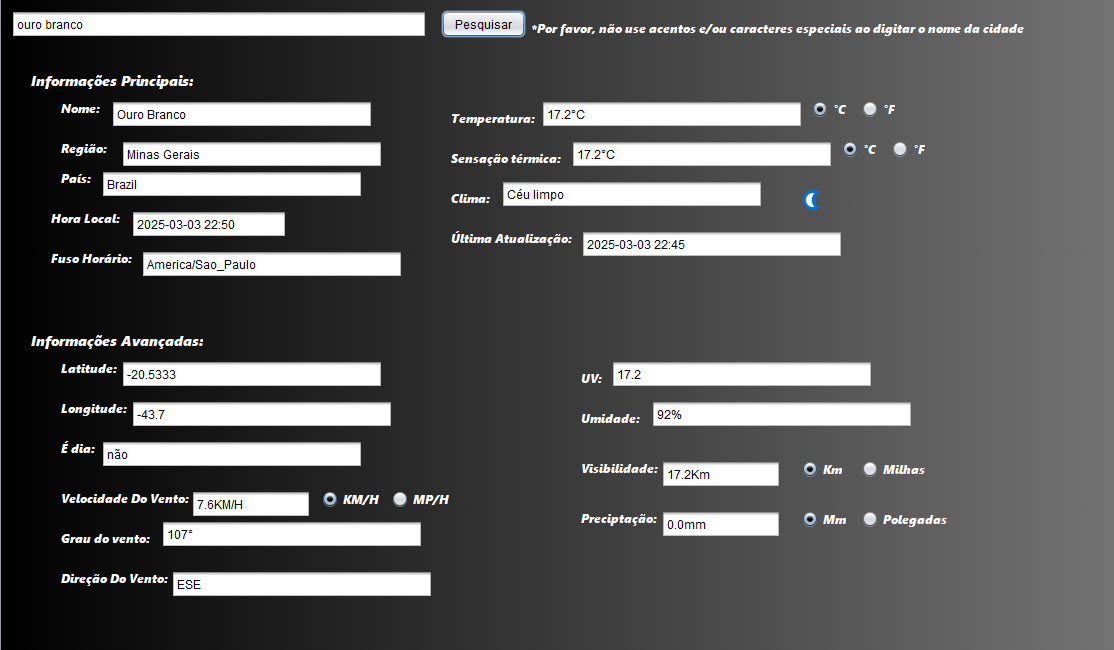 ouro branco
Pesquisar
*Por favor, não use acentos e/ou caracteres especiais ao digitar o nome da cidade
Informações Principais:
Nome: Ouro Branco
Região: Minas Gerais
País: Brazil
Hora Local: 2025-03-03 22:50
Fuso Horário: America/Sao_Paulo
Temperatura: 17.2°C °C °F
Sensação térmica: 17.2°C °C °F
Clima: Céu limpo
Última Atualização: 2025-03-03 22:45
Informações Avançadas:
Latitude: -20.5333
Longitude: -43.7
É dia: não
Velocidade Do Vento: 7.6KM/H KM/H MP/H
Grau do vento: 107°
Direção Do Vento: ESE
UV: 17.2
Umidade: 92%
Visibilidade: 17.2Km Km Milhas
Preciptação: 0.0mm Mm Polegadas